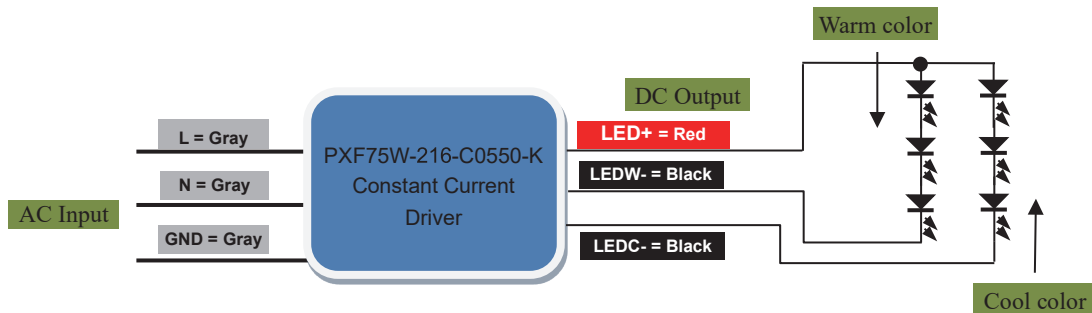 Warm color
DC Output
L = Gray
LED+ = Red
PXF75W-216-C0550-K
Constant Current
Driver
N = Gray
LEDW- = Black
AC Input
GND = Gray
LEDC- = Black
Cool color